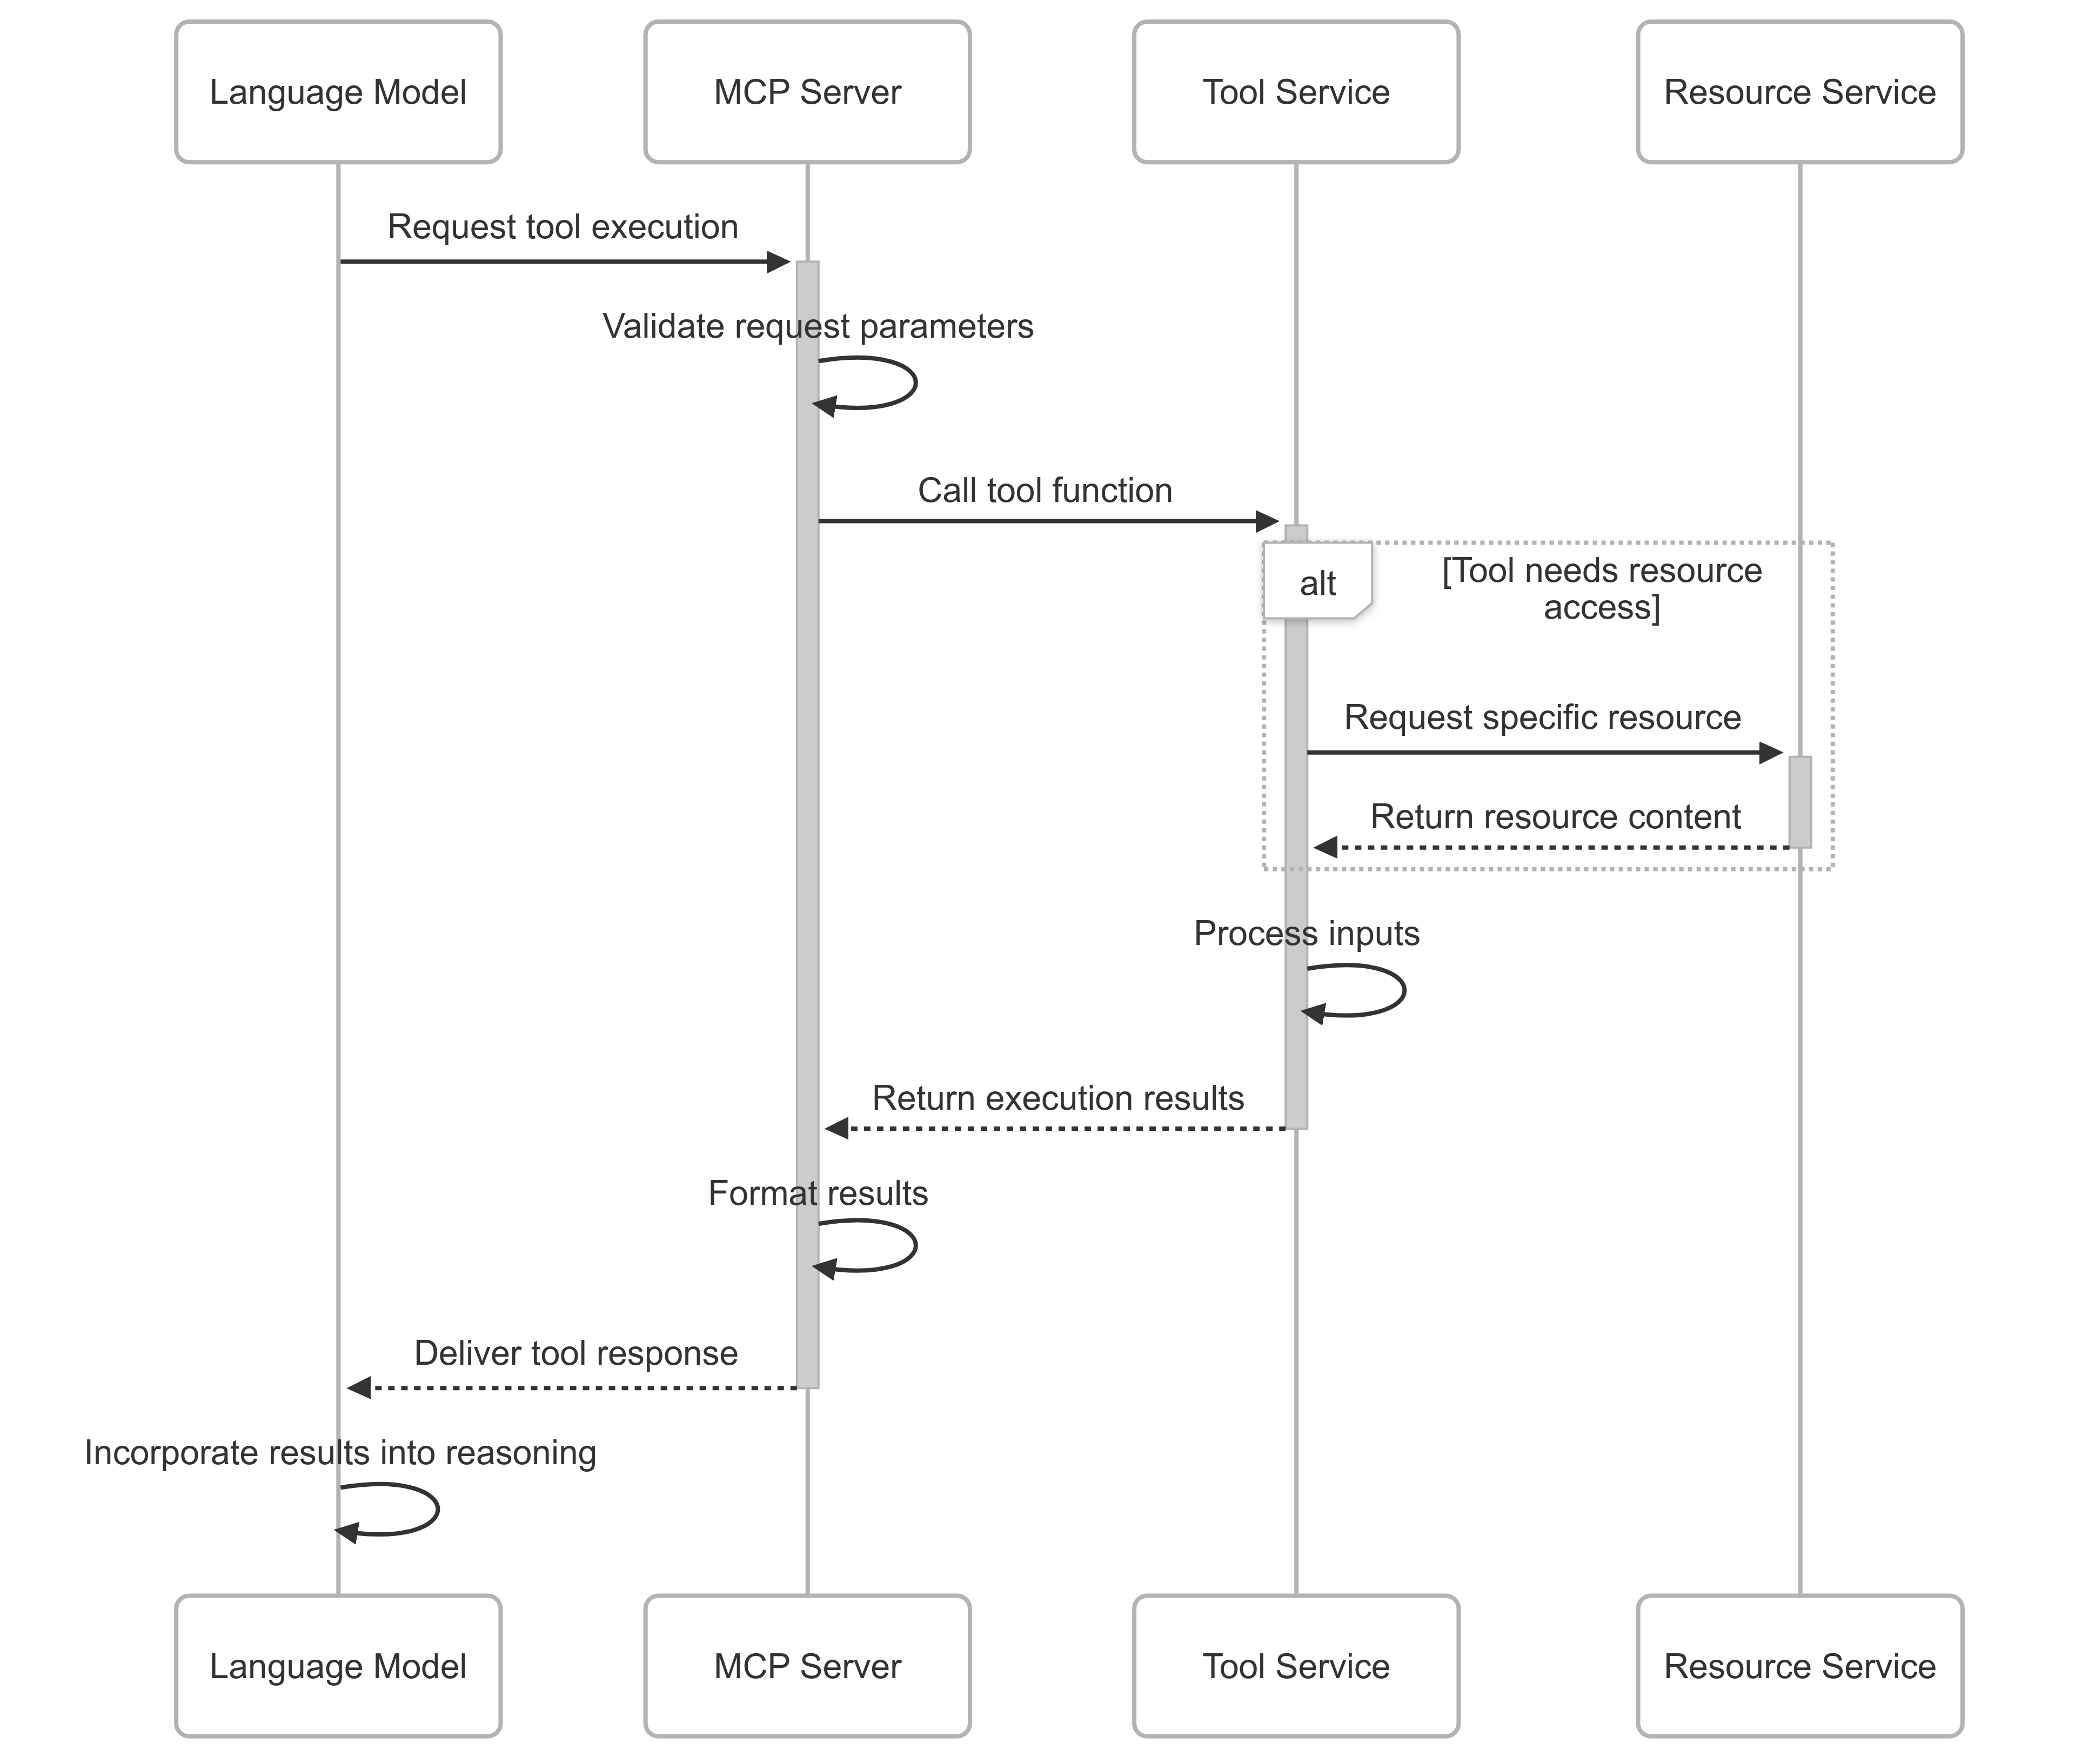 Language Model
MCP Server
Tool Service
Resource Service
Request tool execution
Validate request parameters
Call tool function
alt
[Tool needs resource
access]
Request specific resource
Return resource content
Process inputs
Return execution results
Format results
Deliver tool response
Incorporate results into reasoning
Language Model
MCP Server
Tool Service
Resource Service